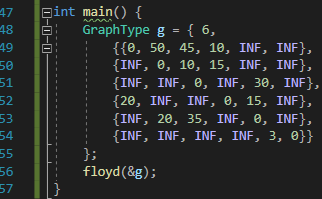 47 int main() {
48 GraphType g = { 6,
49 {{0, 50, 45, 10, INF, INF},
50 {INF, 0, 10, 15, INF, INF},
51 {INF, INF, 0, INF, 30, INF},
52 {20, INF, INF, 0, 15, INF},
53 {INF, 20, 35, INF, 0, INF},
54 {INF, INF, INF, INF, 3, 0}}
55 };
56 floyd(&g);
57 }